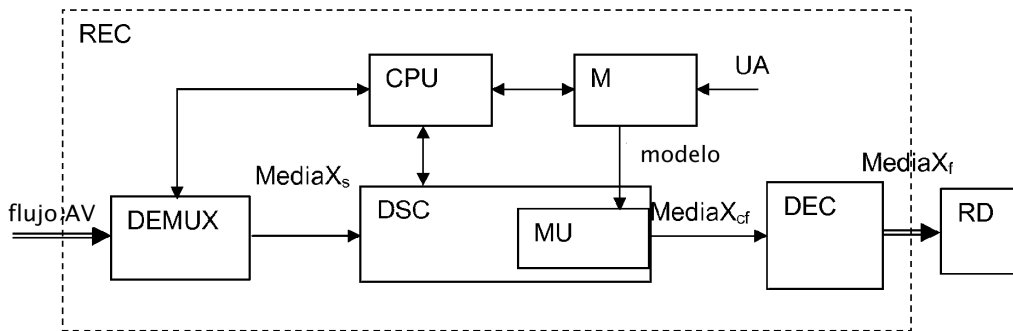 REC
CPU
M
UA
modelo
MediaXs
MediaXf
flujo AV
DEMUX
DSC
MU
MediaXcf
DEC
RD